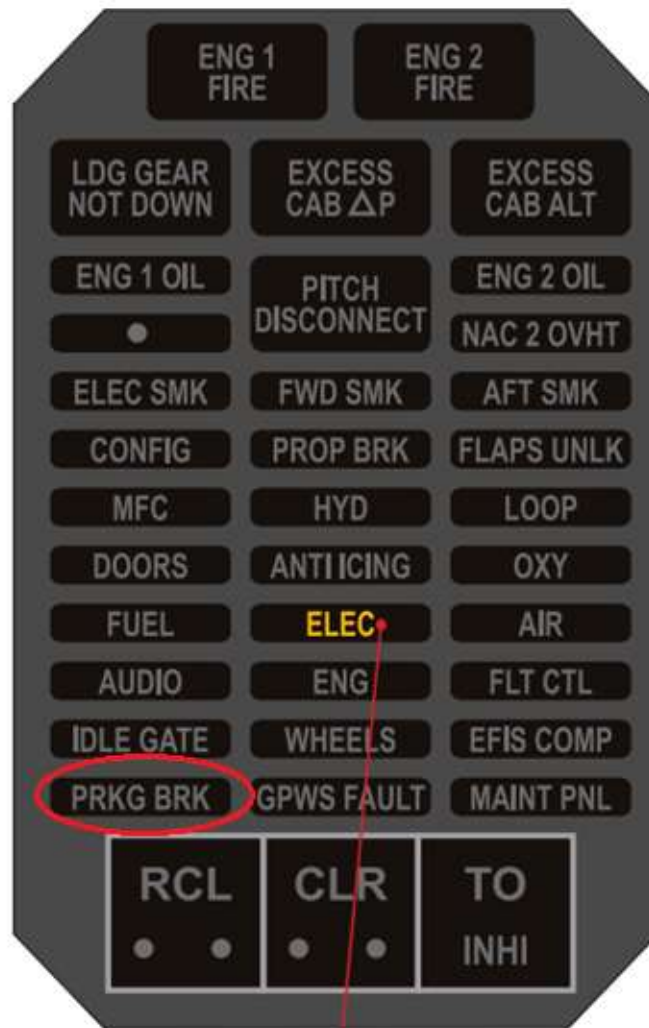 ENG 1 FIRE
ENG 2 FIRE
LDG GEAR NOT DOWN
EXCESS CAB ΔP
EXCESS CAB ALT
ENG 1 OIL
PITCH DISCONNECT
ENG 2 OIL
NAC 2 OVHT
ELEC SMK
FWD SMK
AFT SMK
CONFIG
PROP BRK
FLAPS UNLK
MFC
HYD
LOOP
DOORS
ANTI ICING
OXY
FUEL
ELEC
AIR
AUDIO
ENG
FLT CTL
IDLE GATE
WHEELS
EFIS COMP
PRKG BRK
GPWS FAULT
MAINT PNL
RCL
CLR
TO
INHI